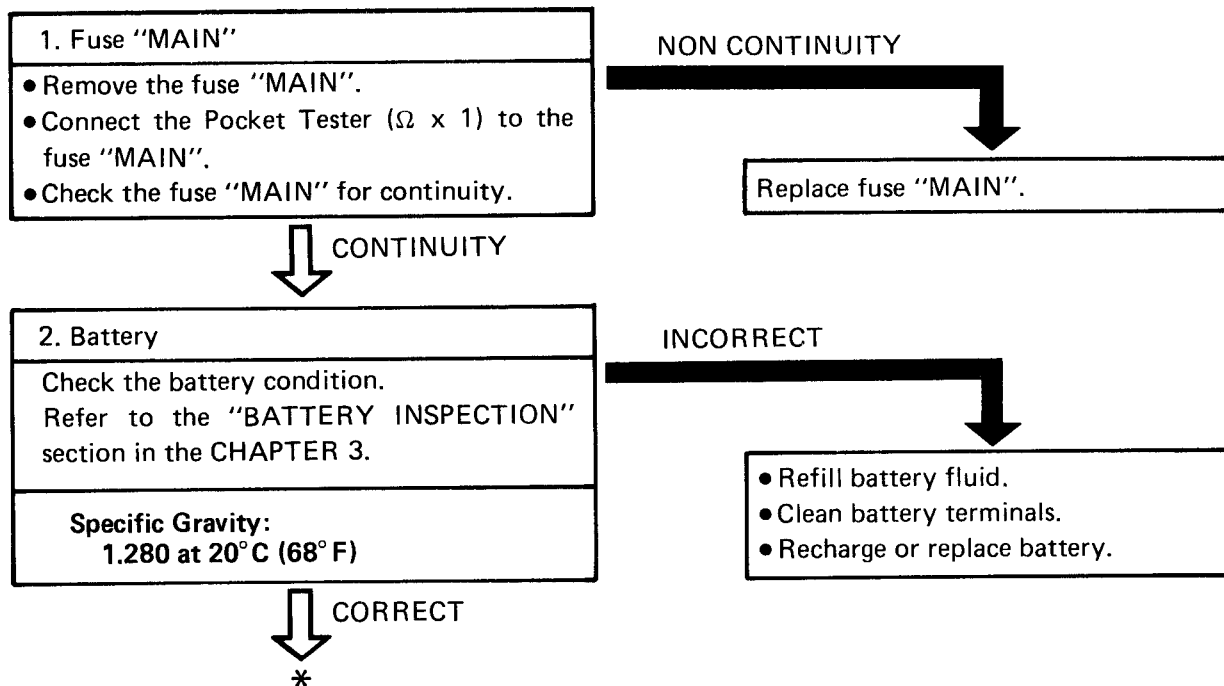 1. Fuse "MAIN"
● Remove the fuse "MAIN".
● Connect the Pocket Tester (Ω x 1) to the
fuse "MAIN".
● Check the fuse "MAIN" for continuity.
NON CONTINUITY
Replace fuse "MAIN".
CONTINUITY
2. Battery
Check the battery condition.
Refer to the "BATTERY INSPECTION"
section in the CHAPTER 3.
Specific Gravity:
1.280 at 20°C (68°F)
INCORRECT
● Refill battery fluid.
● Clean battery terminals.
● Recharge or replace battery.
CORRECT
*